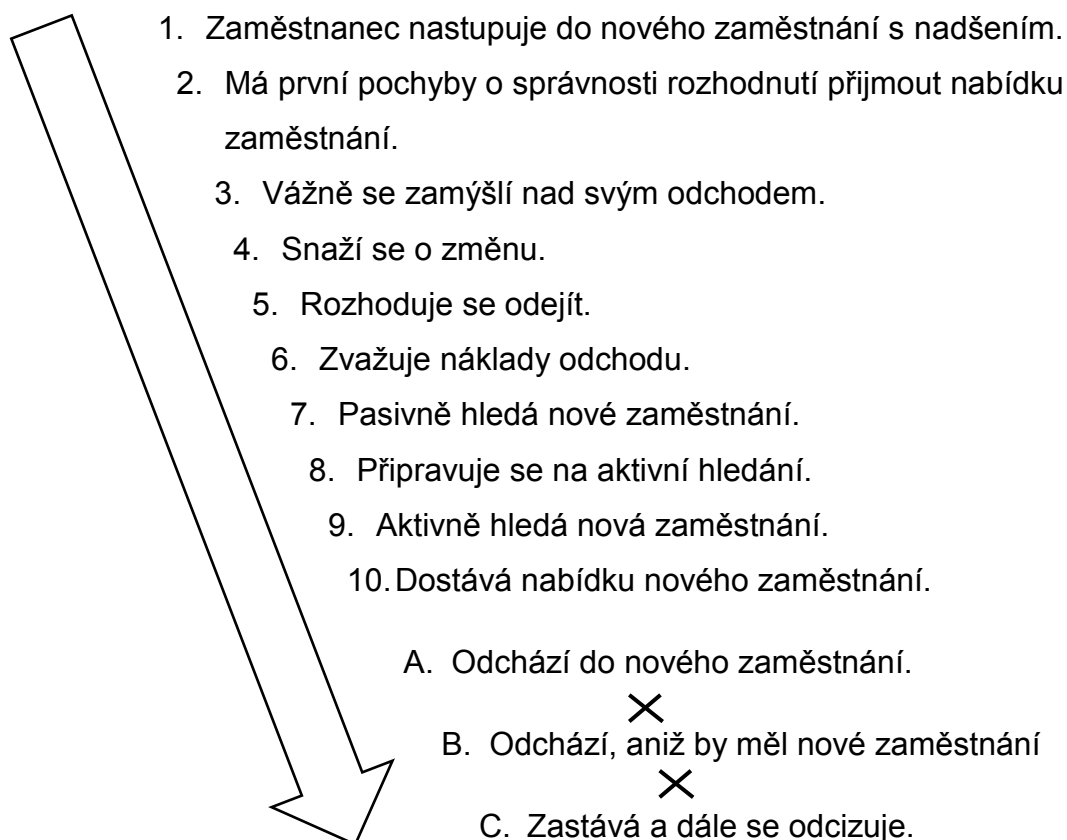 1. Zaměstnanec nastupuje do nového zaměstnání s nadšením.
2. Má první pochyby o správnosti rozhodnutí přijmout nabídku
zaměstnání.
3. Vážně se zamýšlí nad svým odchodem.
4. Snaží se o změnu.
5. Rozhoduje se odejít.
6. Zvažuje náklady odchodu.
7. Pasivně hledá nové zaměstnání.
8. Připravuje se na aktivní hledání.
9. Aktivně hledá nová zaměstnání.
10. Dostává nabídku nového zaměstnání.
A. Odchází do nového zaměstnání.
B. Odchází, aniž by měl nové zaměstnání
C. Zastává a dále se odcizuje.